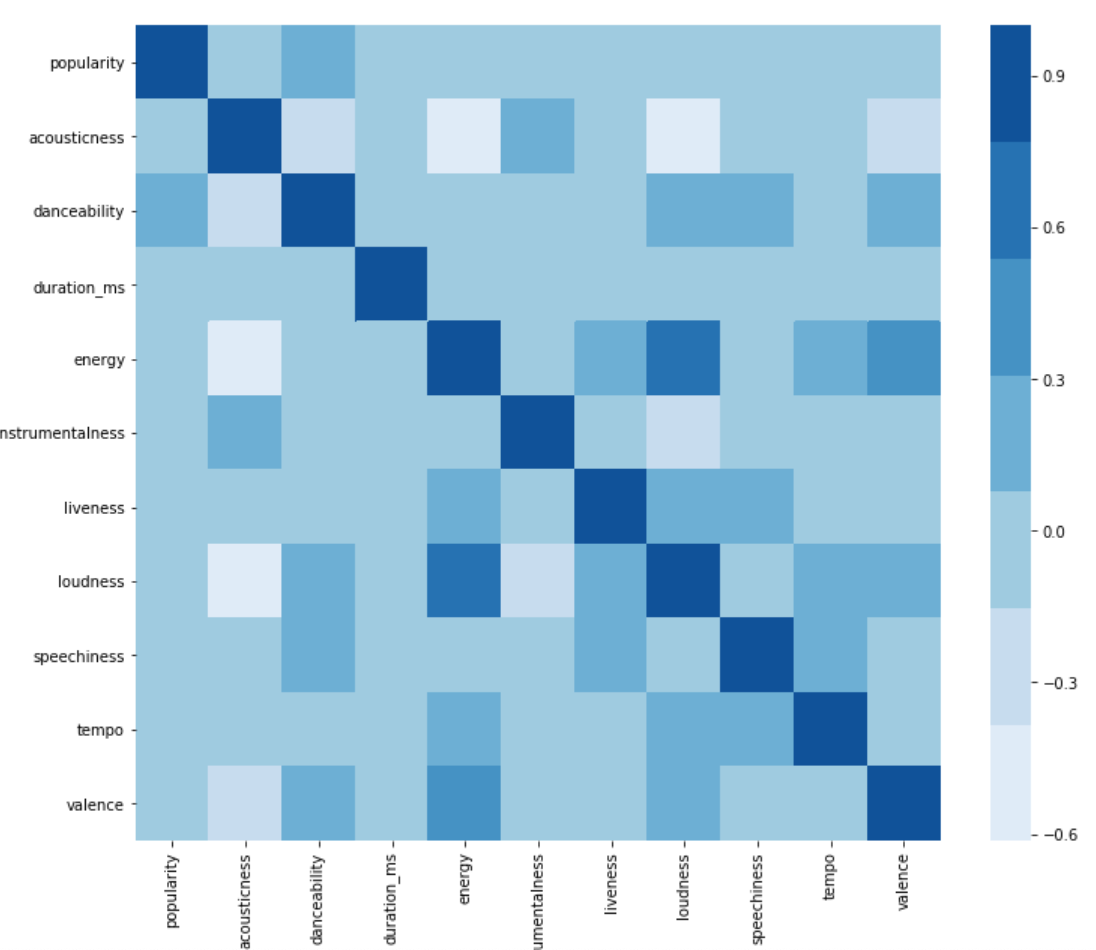 popularity
acousticness
danceability
duration_ms
energy
nstrumentalness
liveness
loudness
speechiness
tempo
valence
popularity
acousticness
danceability
duration_ms
energy
umentalness
liveness
loudness
speechiness
tempo
valence
0.9
0.6
0.3
0.0
−0.3
−0.6